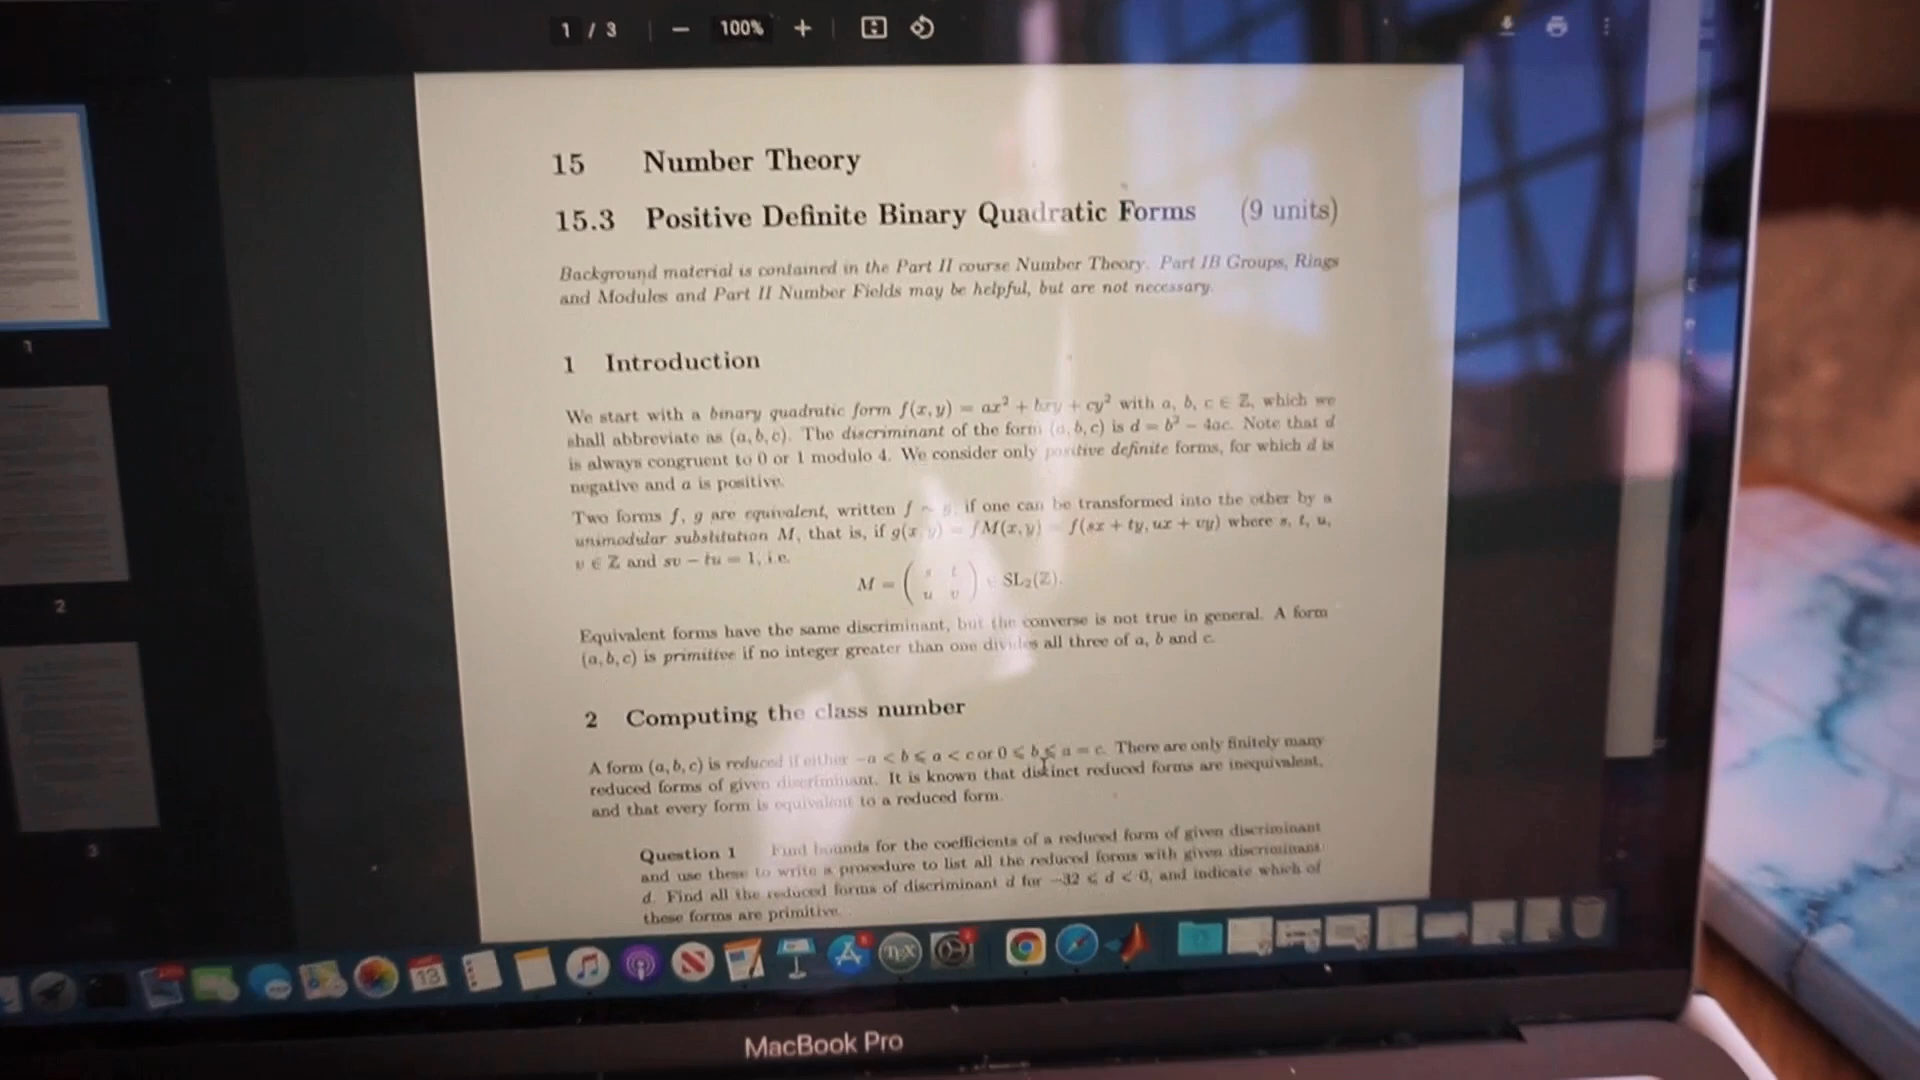 1 / 3 − 100% +
15 Number Theory
15.3 Positive Definite Binary Quadratic Forms (9 units)
Background material is contained in the Part II course Number Theory. Part IB Groups, Rings
and Modules and Part II Number Fields may be helpful, but are not necessary.
1 Introduction
We start with a binary quadratic form f(x, y) = ax² + bxy + cy² with a, b, c ∈ ℤ, which we
shall abbreviate as (a, b, c). The discriminant of the form (a, b, c) is d = b² − 4ac. Note that d
is always congruent to 0 or 1 modulo 4. We consider only positive definite forms, for which d is
negative and a is positive.
Two forms f, g are equivalent, written f ∼ g, if one can be transformed into the other by a
unimodular substitution M, that is, if g(x, y) = fM(x, y) = f(sx + ty, ux + vy) where s, t, u,
v ∈ ℤ and sv − tu = 1, i.e.
M = ( s t
u v ) ∈ SL₂(ℤ).
Equivalent forms have the same discriminant, but the converse is not true in general. A form
(a, b, c) is primitive if no integer greater than one divides all three of a, b and c.
2 Computing the class number
A form (a, b, c) is reduced if either −a < b ⩽ a < c or 0 ⩽ b ⩽ a = c. There are only finitely many
reduced forms of given discriminant. It is known that distinct reduced forms are inequivalent,
and that every form is equivalent to a reduced form.
Question 1 Find bounds for the coefficients of a reduced form of given discriminant
and use these to write a procedure to list all the reduced forms with given discriminant
d. Find all the reduced forms of discriminant d for −32 ⩽ d < 0, and indicate which of
these forms are primitive.
1
2
3
13
TEX
MacBook Pro